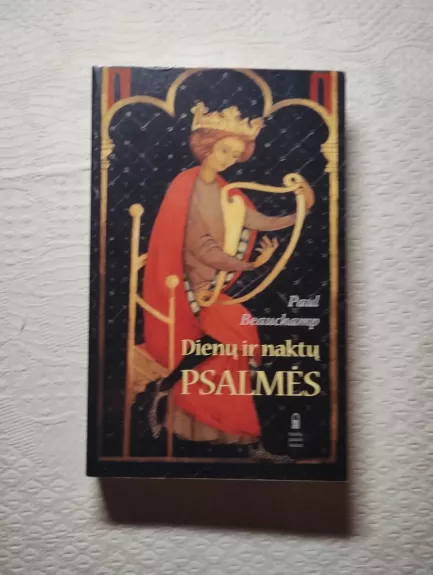 Paul
Beauchamp
Dienų ir naktų
PSALMĖS